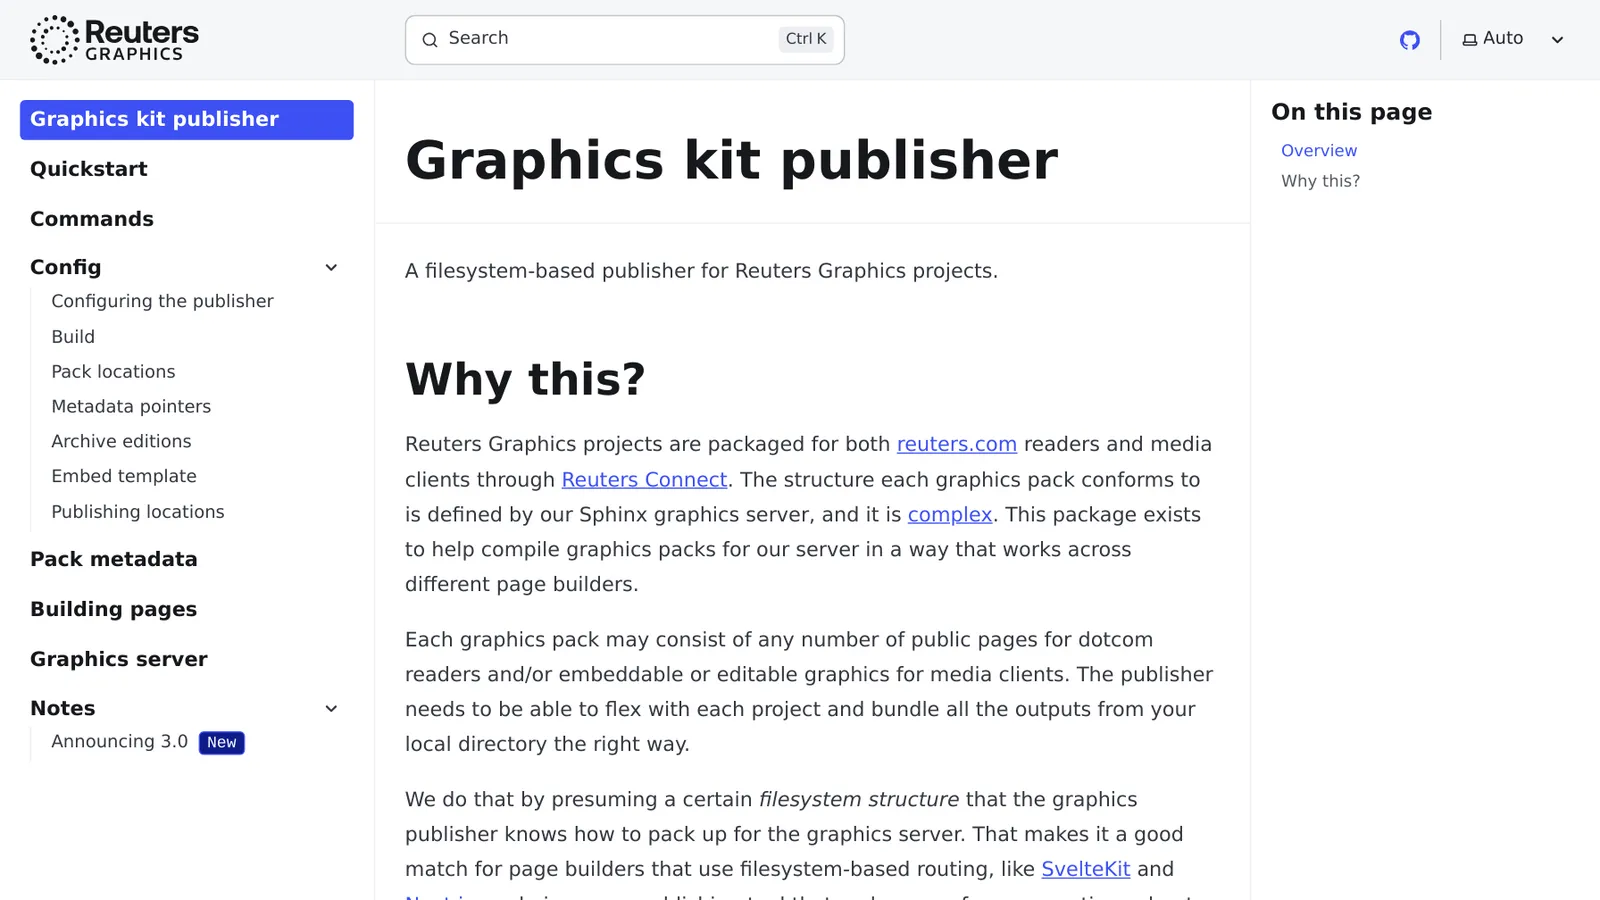 Reuters
GRAPHICS
Search
Ctrl K
Auto
Graphics kit publisher
Quickstart
Commands
Config
Configuring the publisher
Build
Pack locations
Metadata pointers
Archive editions
Embed template
Publishing locations
Pack metadata
Building pages
Graphics server
Notes
Announcing 3.0 New
Graphics kit publisher
A filesystem-based publisher for Reuters Graphics projects.
Why this?
Reuters Graphics projects are packaged for both reuters.com readers and media
clients through Reuters Connect. The structure each graphics pack conforms to
is defined by our Sphinx graphics server, and it is complex. This package exists
to help compile graphics packs for our server in a way that works across
different page builders.
Each graphics pack may consist of any number of public pages for dotcom
readers and/or embeddable or editable graphics for media clients. The publisher
needs to be able to flex with each project and bundle all the outputs from your
local directory the right way.
We do that by presuming a certain filesystem structure that the graphics
publisher knows how to pack up for the graphics server. That makes it a good
match for page builders that use filesystem-based routing, like SvelteKit and
On this page
Overview
Why this?